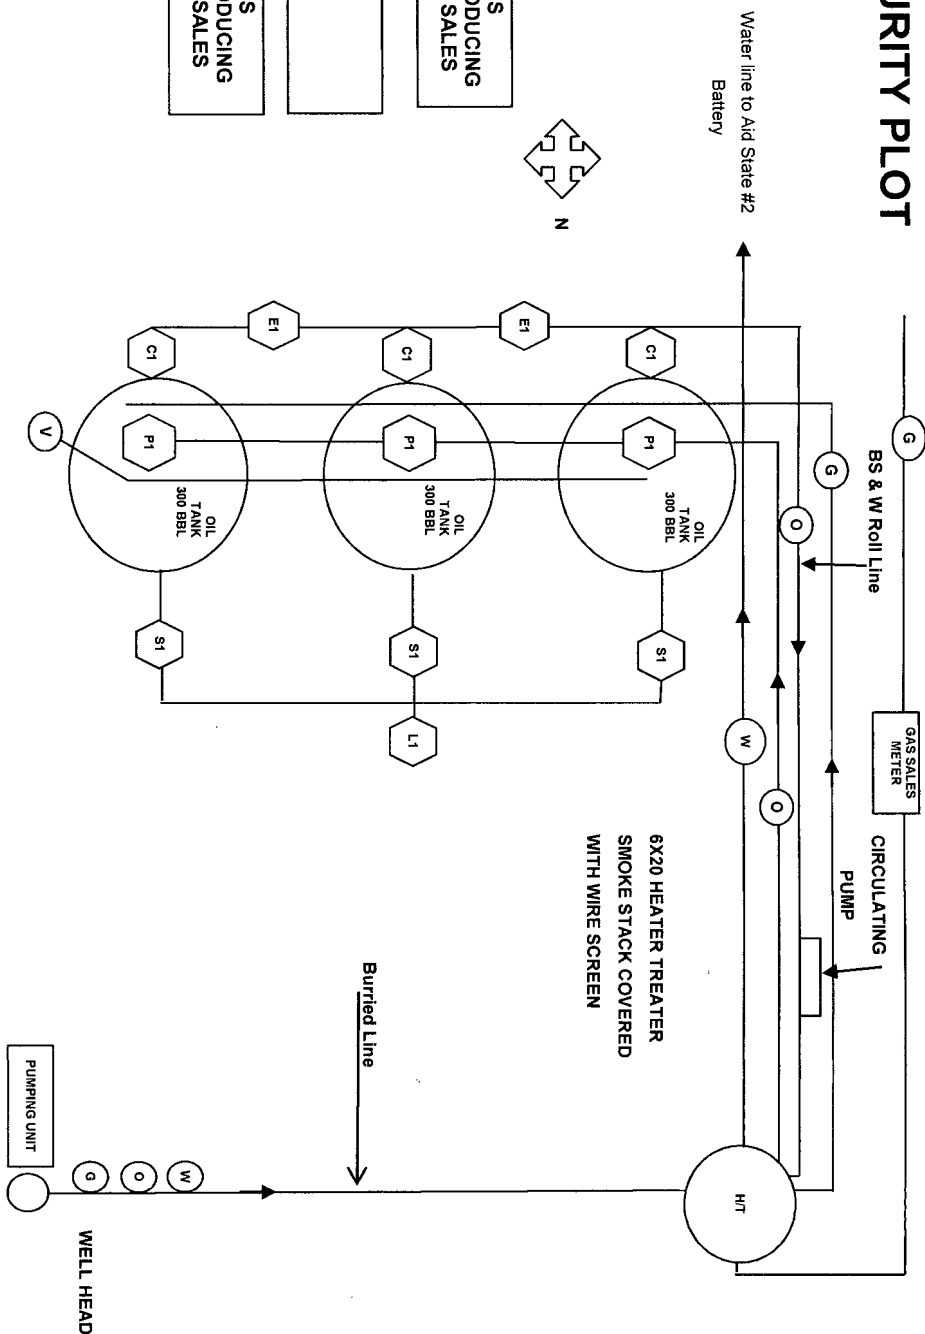 URITY PLOT
Water line to Aid State #2
Battery
S
ODUCING
SALES
S
ODUCING
SALES
N
G
BS & W Roll Line
G
O
GAS SALES
METER
CIRCULATING
PUMP
W
O
E1
E1
C1
C1
C1
P1
P1
P1
V
OIL
TANK
300 BBL
OIL
TANK
300 BBL
OIL
TANK
300 BBL
S1
S1
S1
L1
6X20 HEATER TREATER
SMOKE STACK COVERED
WITH WIRE SCREEN
Burried Line
H/T
PUMPING UNIT
G
O
W
WELL HEAD